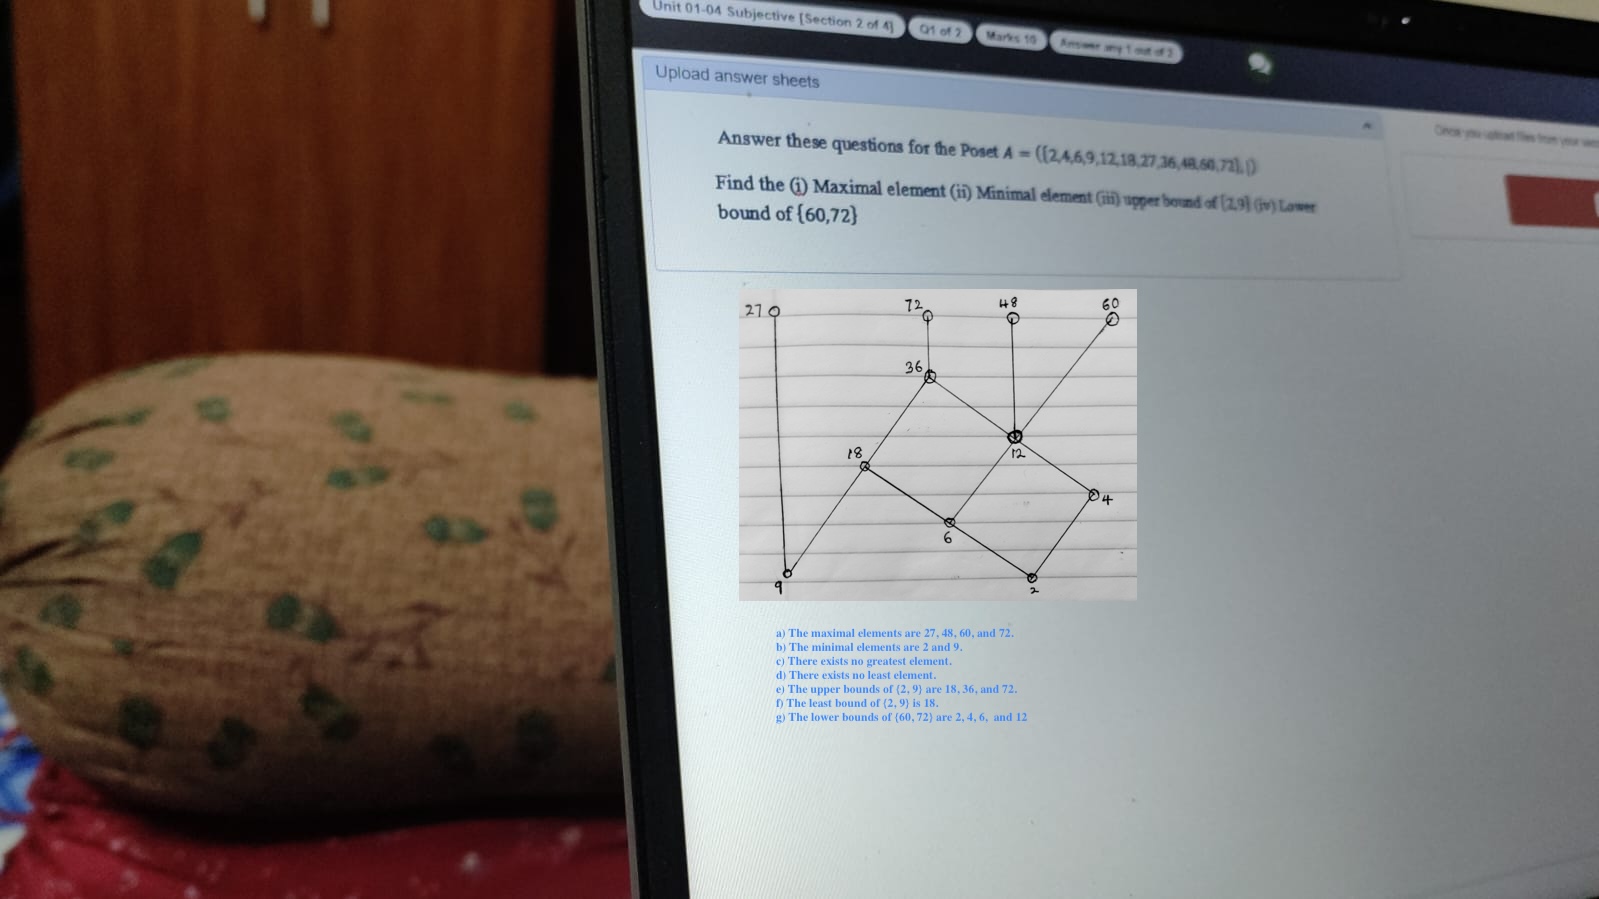 Unit 01-04 Subjective [Section 2 of 4] Q1 of 2 Marks 10 Answer any 1 out of 2
Upload answer sheets
Answer these questions for the Poset A = ({2,4,6,9,12,18,27,36,48,60,72},|)
Find the (i) Maximal element (ii) Minimal element (iii) upper bound of {2,9} (iv) Lower
bound of {60,72}
Once you upload files from your
27 72 48 60
36
18 12
4
6
9 2
a) The maximal elements are 27, 48, 60, and 72.
b) The minimal elements are 2 and 9.
c) There exists no greatest element.
d) There exists no least element.
e) The upper bounds of {2, 9} are 18, 36, and 72.
f) The least bound of {2, 9} is 18.
g) The lower bounds of {60, 72} are 2, 4, 6,  and 12